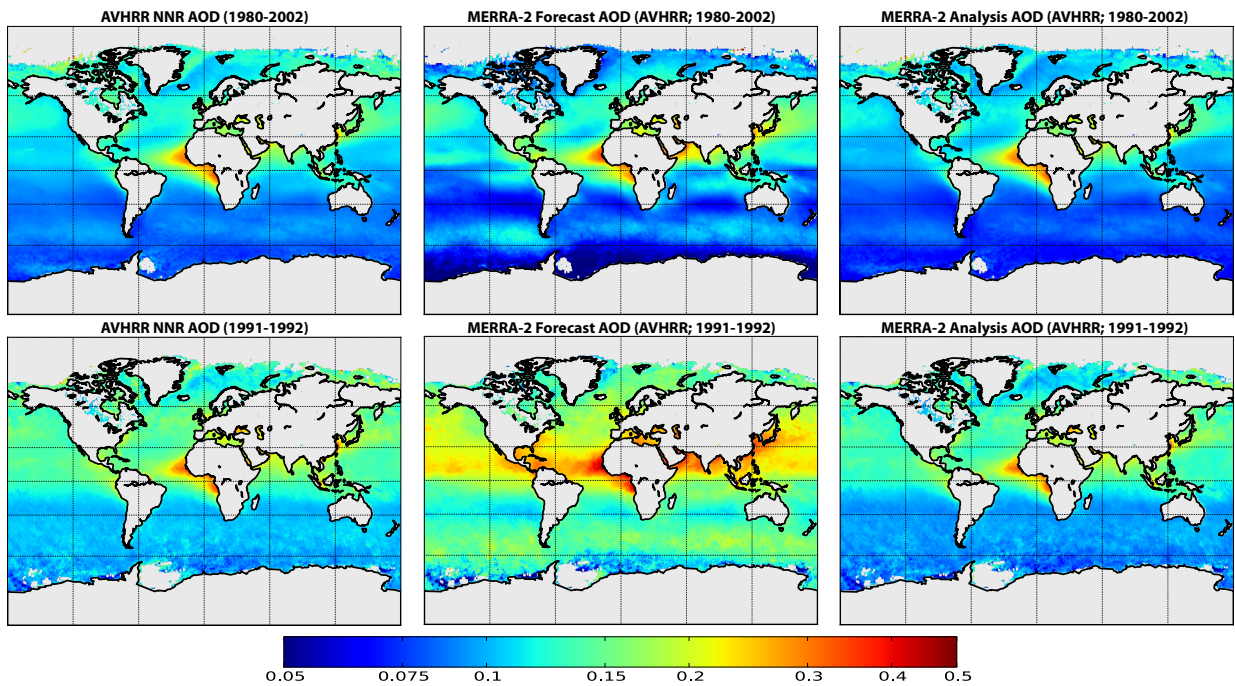 AVHRR NNR AOD (1980-2002)
MERRA-2 Forecast AOD (AVHRR; 1980-2002)
MERRA-2 Analysis AOD (AVHRR; 1980-2002)
AVHRR NNR AOD (1991-1992)
MERRA-2 Forecast AOD (AVHRR; 1991-1992)
MERRA-2 Analysis AOD (AVHRR; 1991-1992)
0.05 0.075 0.1 0.15 0.2 0.3 0.4 0.5